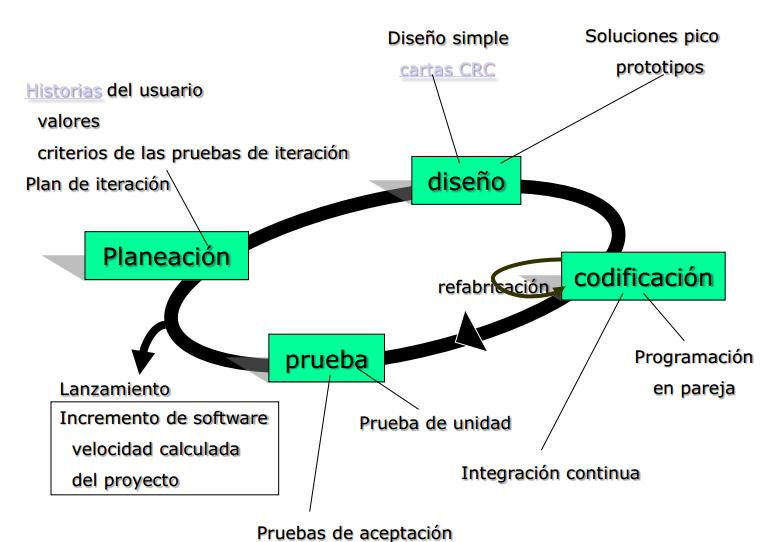 Diseño simple
cartas CRC
Soluciones pico
prototipos
Historias del usuario
valores
criterios de las pruebas de iteración
Plan de iteración
diseño
Planeación
codificación
refabricación
prueba
Programación
en pareja
Lanzamiento
Incremento de software
velocidad calculada
del proyecto
Prueba de unidad
Integración continua
Pruebas de aceptación